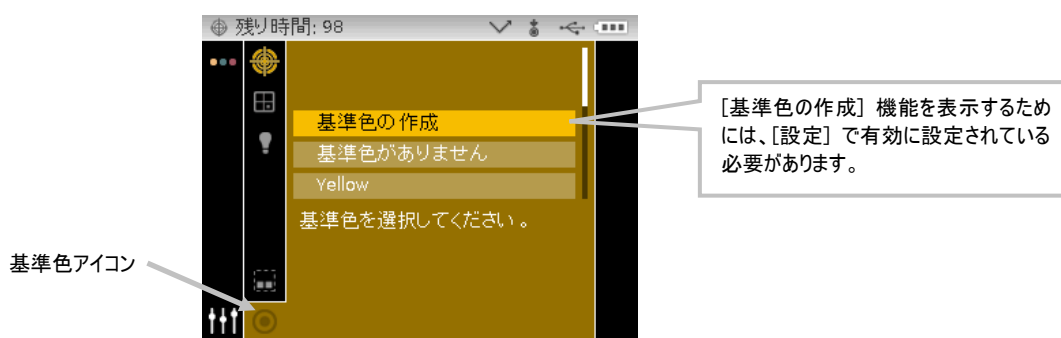 残り時間: 98
基準色の作成
基準色がありません
Yellow
基準色を選択してください。
[基準色の作成] 機能を表示するため
には、[設定] で有効に設定されている
必要があります。
基準色アイコン